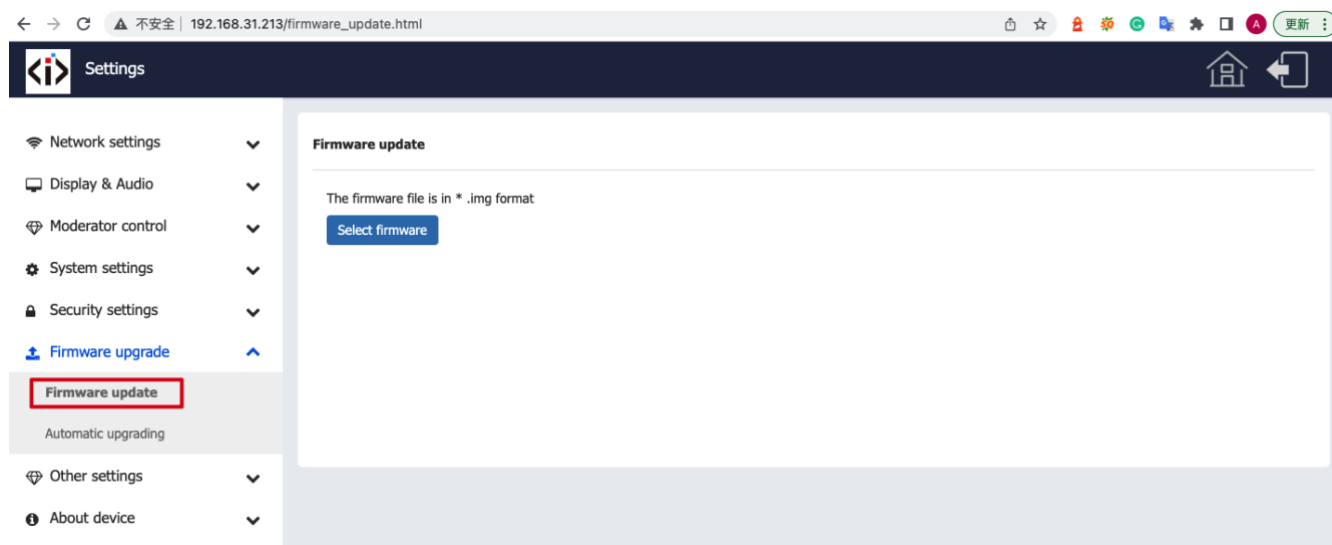 不安全 192.168.31.213/firmware_update.html
A
更新
<i> Settings
Network settings
Display & Audio
Moderator control
System settings
Security settings
Firmware upgrade
Firmware update
Automatic upgrading
Other settings
About device
Firmware update
The firmware file is in * .img format
Select firmware